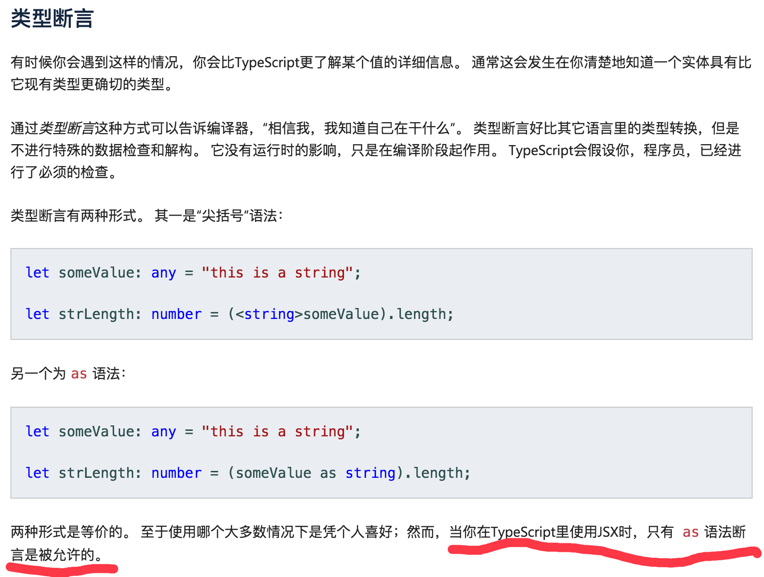 类型断言
有时候你会遇到这样的情况，你会比TypeScript更了解某个值的详细信息。 通常这会发生在你清楚地知道一个实体具有比
它现有类型更确切的类型。
通过类型断言这种方式可以告诉编译器，“相信我，我知道自己在干什么”。 类型断言好比其它语言里的类型转换，但是
不进行特殊的数据检查和解构。 它没有运行时的影响，只是在编译阶段起作用。 TypeScript会假设你，程序员，已经进
行了必须的检查。
类型断言有两种形式。 其一是“尖括号”语法：
let someValue: any = "this is a string";
let strLength: number = (<string>someValue).length;
另一个为 as 语法：
let someValue: any = "this is a string";
let strLength: number = (someValue as string).length;
两种形式是等价的。 至于使用哪个大多数情况下是凭个人喜好；然而，当你在TypeScript里使用JSX时，只有 as 语法断
言是被允许的。